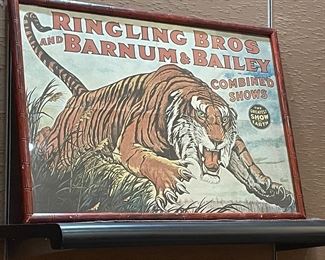 RINGLING BROS
AND BARNUM & BAILEY
COMBINED
SHOWS
THE
GREATEST
SHOW
ON
EARTH